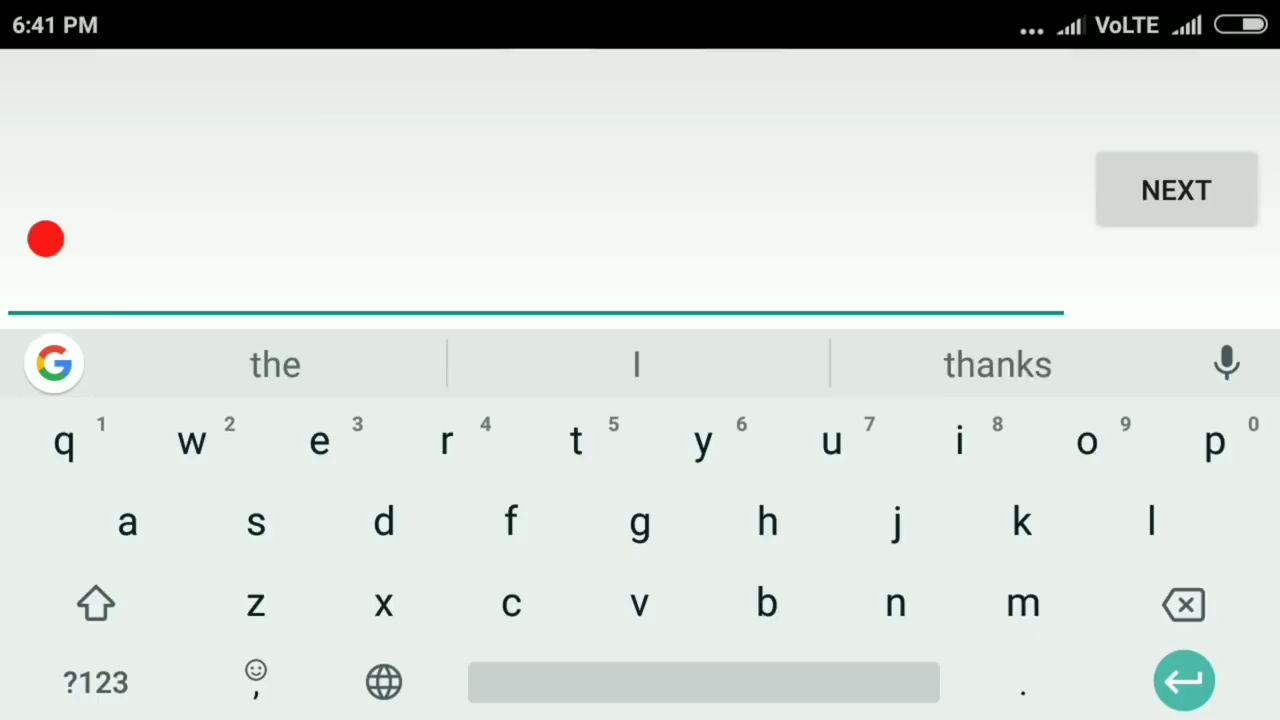 6:41 PM ... VoLTE
NEXT
the I thanks
q 1 w 2 e 3 r 4 t 5 y 6 u 7 i 8 o 9 p 0
a s d f g h j k l
z x c v b n m
?123 , .